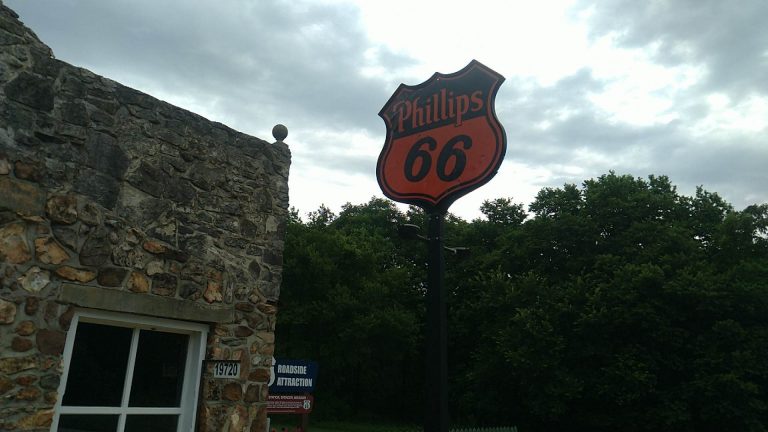 Phillips
66
19720
ROADSIDE
ATTRACTION